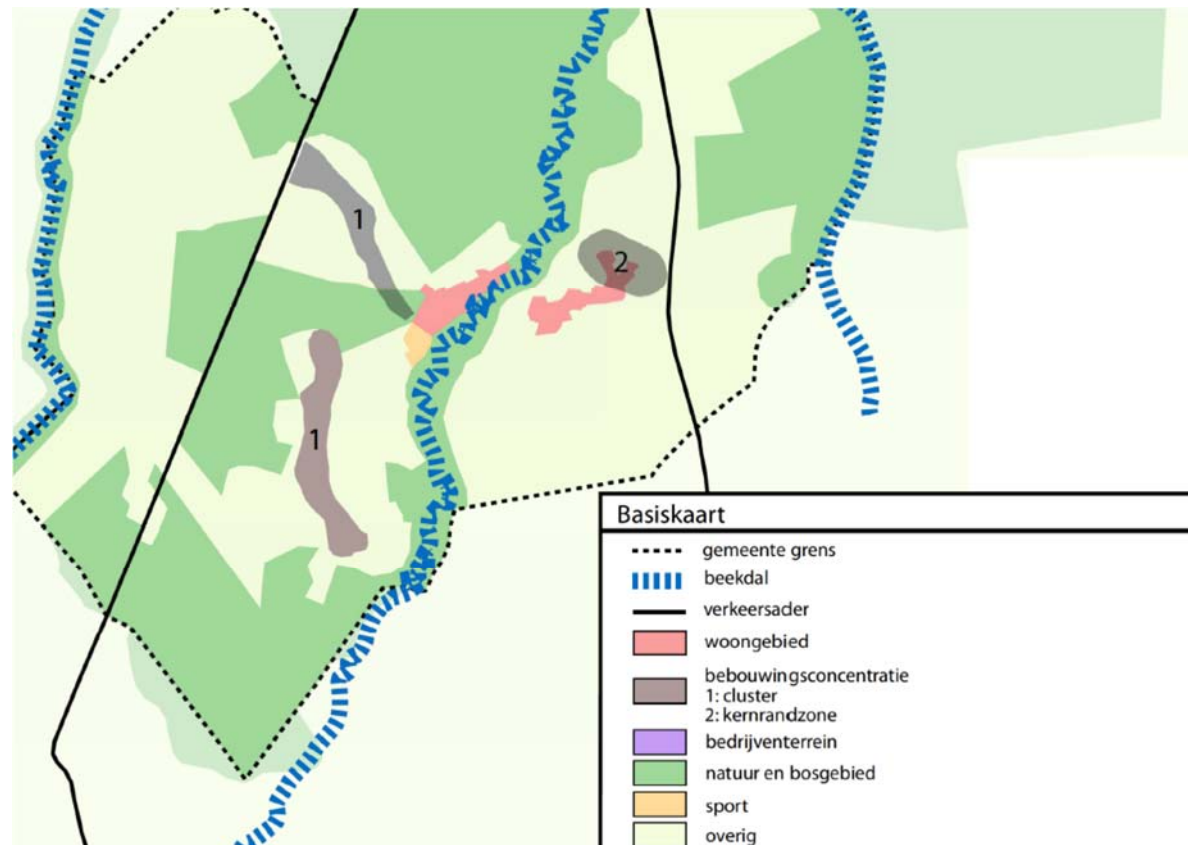 1
2
1
Basiskaart
gemeente grens
beekdal
verkeersader
woongebied
bebouwingsconcentratie
1: cluster
2: kernrandzone
bedrijventerrein
natuur en bosgebied
sport
overig